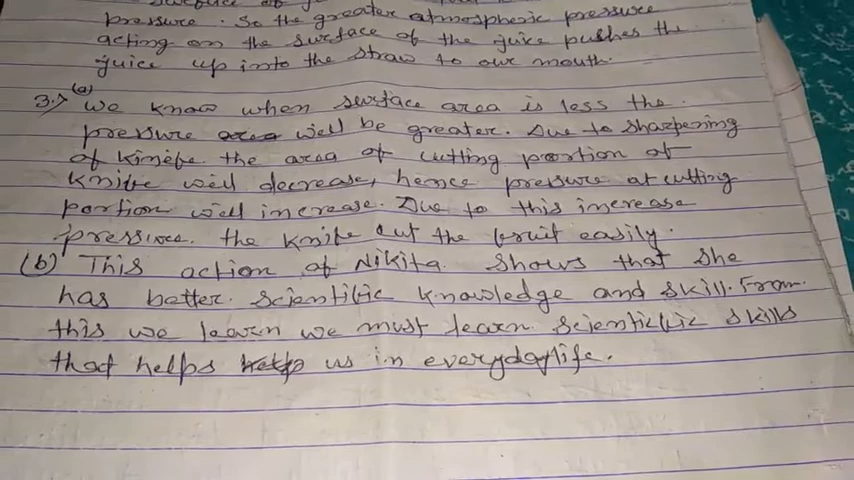 pressure. So the greater atmospheric pressure
acting on the surface of the juice pushes the
juice up into the straw to our mouth.
3.> (a) We know when surface area is less the
pressure area will be greater. Due to sharpening
of kinefe. the area of cutting portion of
knife will decrease, hence pressure at cutting
portion will increase. Due to this increase
pressure. the knife cut the fruit easily.
(b) This action of Nikita shows that she
has better. scientific knowledge and skill. From.
this we learn we must learn scientific skills
that helps help us in everydaylife.